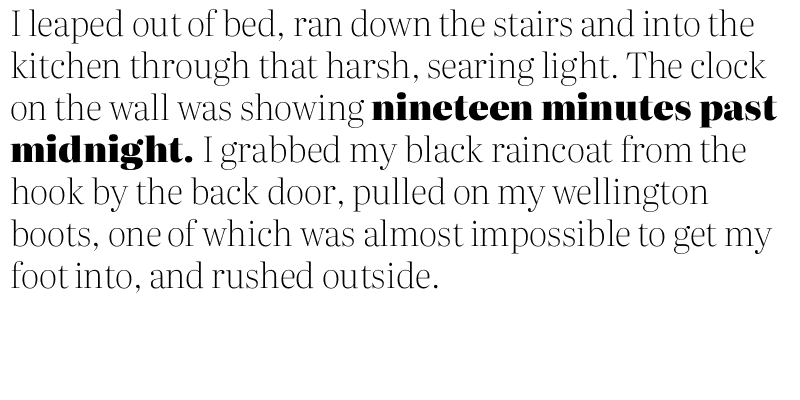 I leaped out of bed, ran down the stairs and into the
kitchen through that harsh, searing light. The clock
on the wall was showing nineteen minutes past
midnight. I grabbed my black raincoat from the
hook by the back door, pulled on my wellington
boots, one of which was almost impossible to get my
foot into, and rushed outside.